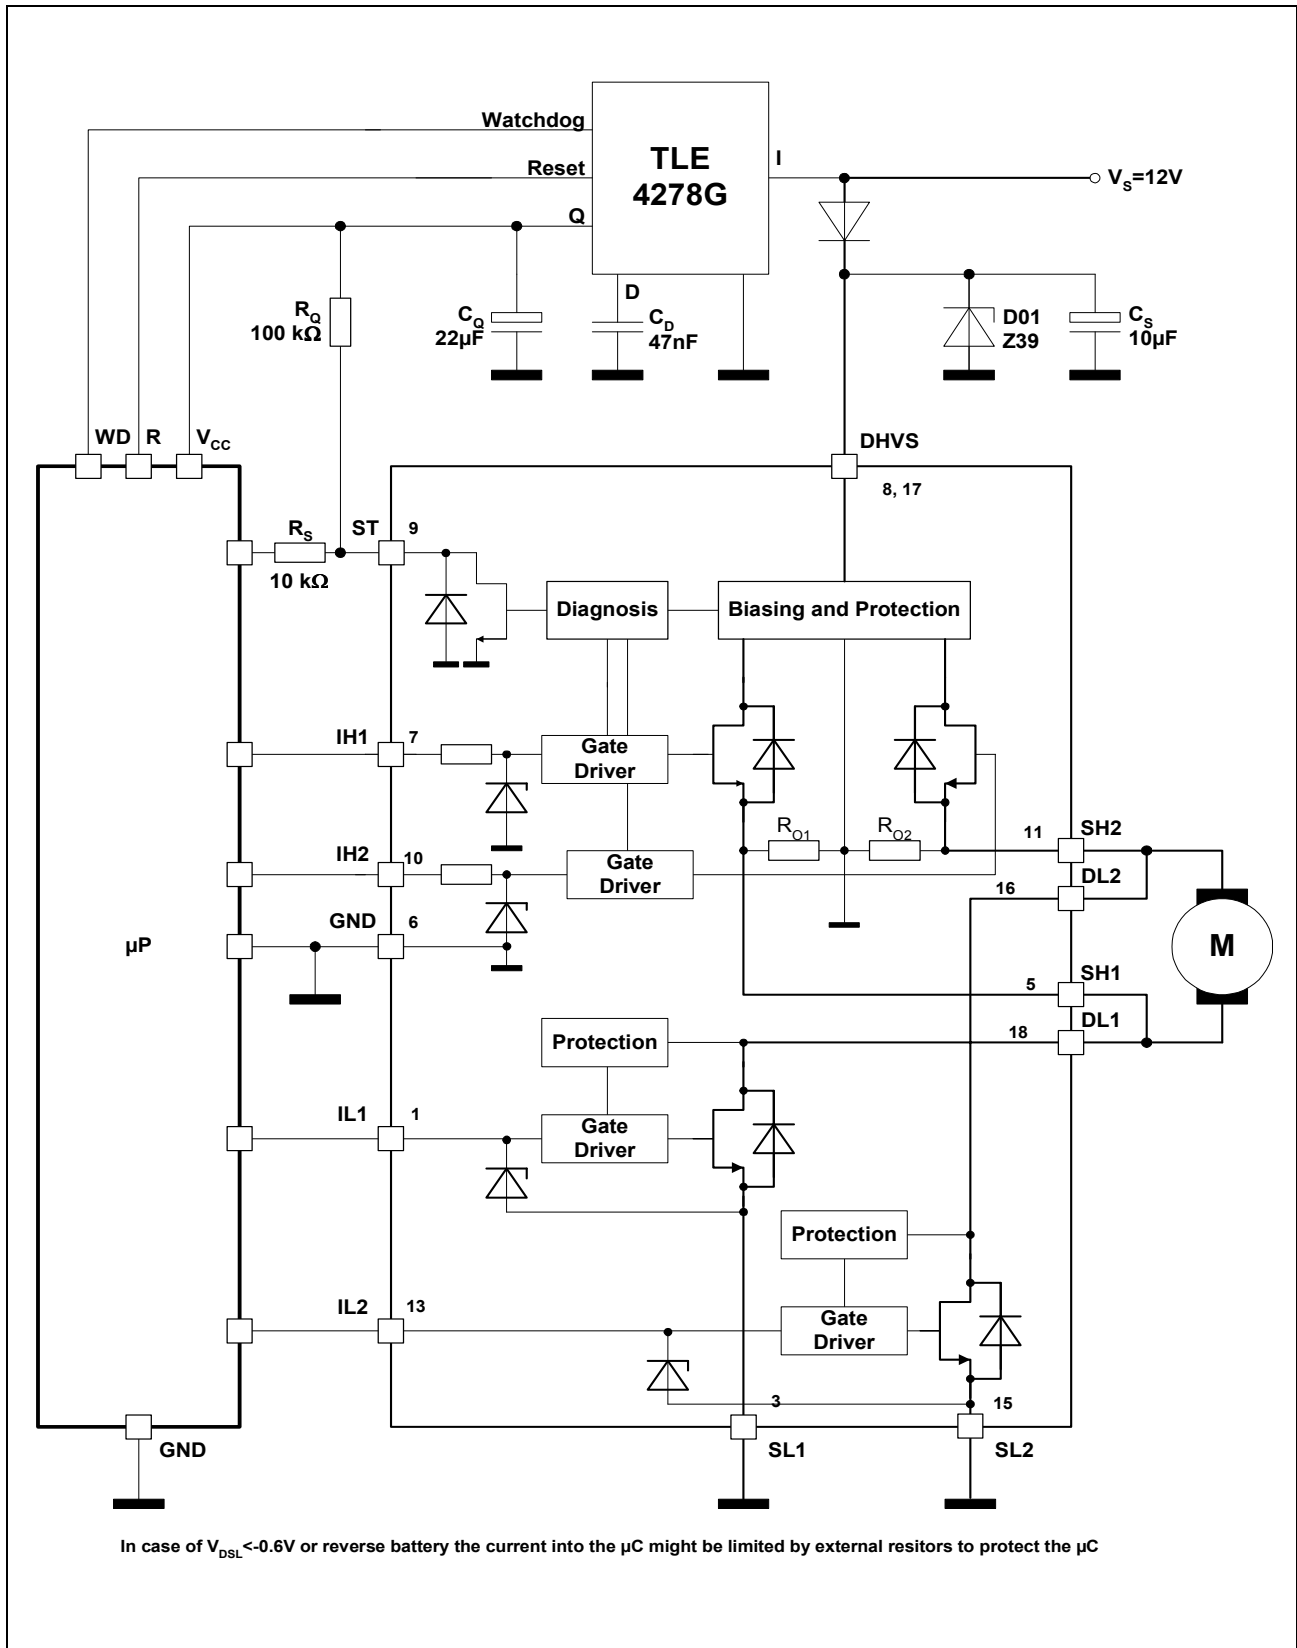 Watchdog
TLE
4278G
I
Reset
V_S=12V
Q
D
R_Q
100 kΩ
C_Q
22µF
C_D
47nF
D01
Z39
C_S
10µF
WD
R
V_CC
DHVS
8, 17
R_S
10 kΩ
ST
9
Diagnosis
Biasing and Protection
IH1
7
Gate
Driver
R_O1
R_O2
11
SH2
IH2
10
Gate
Driver
16
DL2
GND
6
µP
M
5
SH1
18
DL1
Protection
IL1
1
Gate
Driver
Protection
IL2
13
Gate
Driver
3
15
GND
SL1
SL2
In case of V_DSL<-0.6V or reverse battery the current into the µC might be limited by external resitors to protect the µC